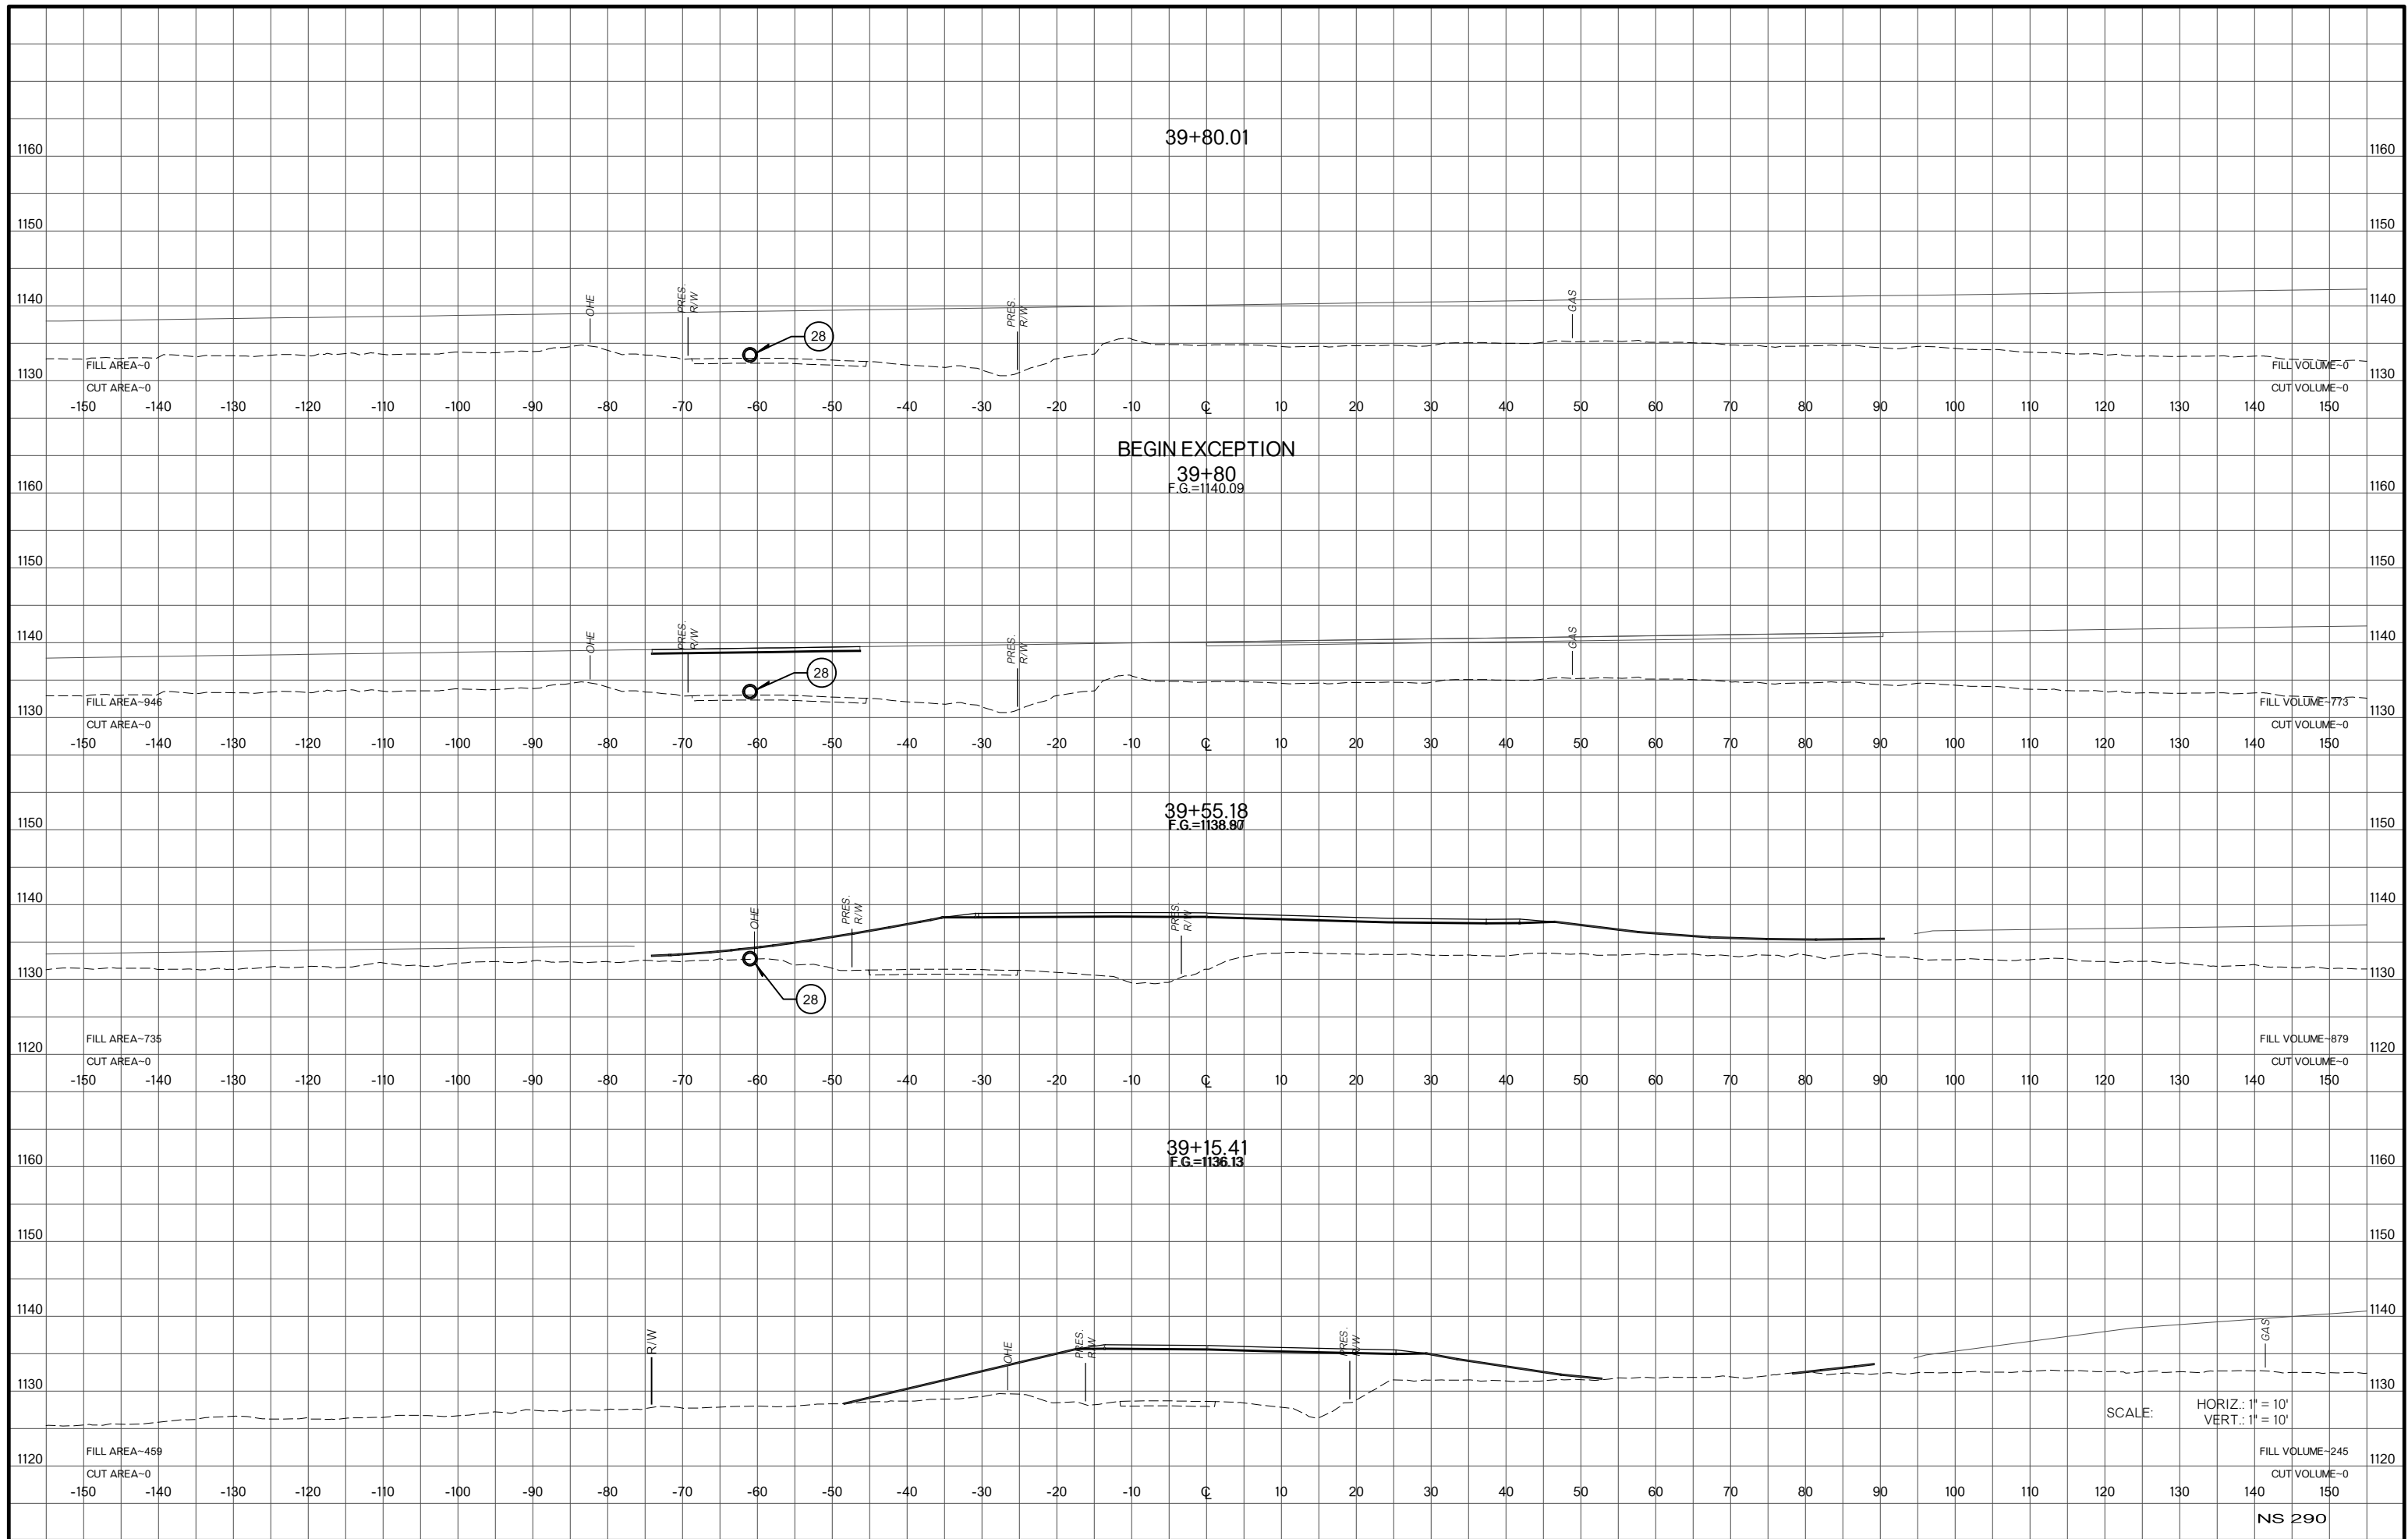 39+80.01
1160 1160
1150 1150
1140 OHE PRES. R/W PRES. R/W GAS 1140
28
FILL AREA~0 FILL VOLUME~0
1130 1130
CUT AREA~0 CUT VOLUME~0
-150 -140 -130 -120 -110 -100 -90 -80 -70 -60 -50 -40 -30 -20 -10 ℄ 10 20 30 40 50 60 70 80 90 100 110 120 130 140 150
BEGIN EXCEPTION
39+80
F.G.=1140.09
1160 1160
1150 1150
1140 OHE PRES. R/W PRES. R/W GAS 1140
28
FILL AREA~946 FILL VOLUME~773
1130 1130
CUT AREA~0 CUT VOLUME~0
-150 -140 -130 -120 -110 -100 -90 -80 -70 -60 -50 -40 -30 -20 -10 ℄ 10 20 30 40 50 60 70 80 90 100 110 120 130 140 150
39+55.18
1150 1150
1140 OHE PRES. R/W PRES. R/W 1140
1130 1130
28
FILL AREA~735 FILL VOLUME~879
1120 1120
CUT AREA~0 CUT VOLUME~0
-150 -140 -130 -120 -110 -100 -90 -80 -70 -60 -50 -40 -30 -20 -10 ℄ 10 20 30 40 50 60 70 80 90 100 110 120 130 140 150
39+15.41
F.G.=1136.13
1160 1160
1150 1150
1140 1140
R/W OHE PRES. R/W PRES. R/W GAS
1130 1130
SCALE: HORIZ.: 1" = 10'
VERT.: 1" = 10'
FILL AREA~459 FILL VOLUME~245
1120 1120
CUT AREA~0 CUT VOLUME~0
-150 -140 -130 -120 -110 -100 -90 -80 -70 -60 -50 -40 -30 -20 -10 ℄ 10 20 30 40 50 60 70 80 90 100 110 120 130 140 150
NS 290